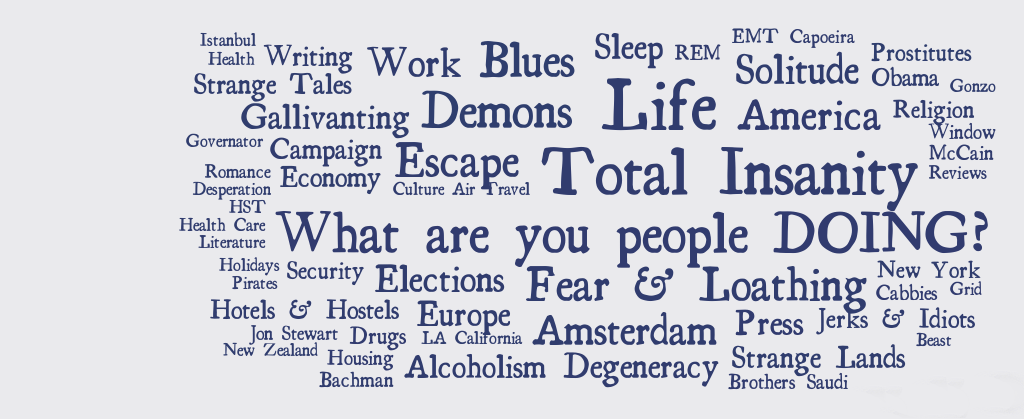 Istanbul
Health
Writing
Strange Tales
Work
Blues
Sleep
REM
EMT
Capoeira
Prostitutes
Solitude
Obama
Gonzo
Gallivanting
Demons
Life
America
Religion
Window
Governator
Campaign
Escape
Total Insanity
McCain
Reviews
Romance
Desperation
Economy
Culture
Air Travel
HST
Health Care
Literature
What are you people DOING?
Holidays
Pirates
Security
Elections
Fear & Loathing
New York
Cabbies
Grid
Hotels & Hostels
Europe
Amsterdam
Press
Jerks & Idiots
Beast
Jon Stewart
Drugs
LA
California
New Zealand
Housing
Bachman
Alcoholism
Degeneracy
Strange Lands
Brothers
Saudi